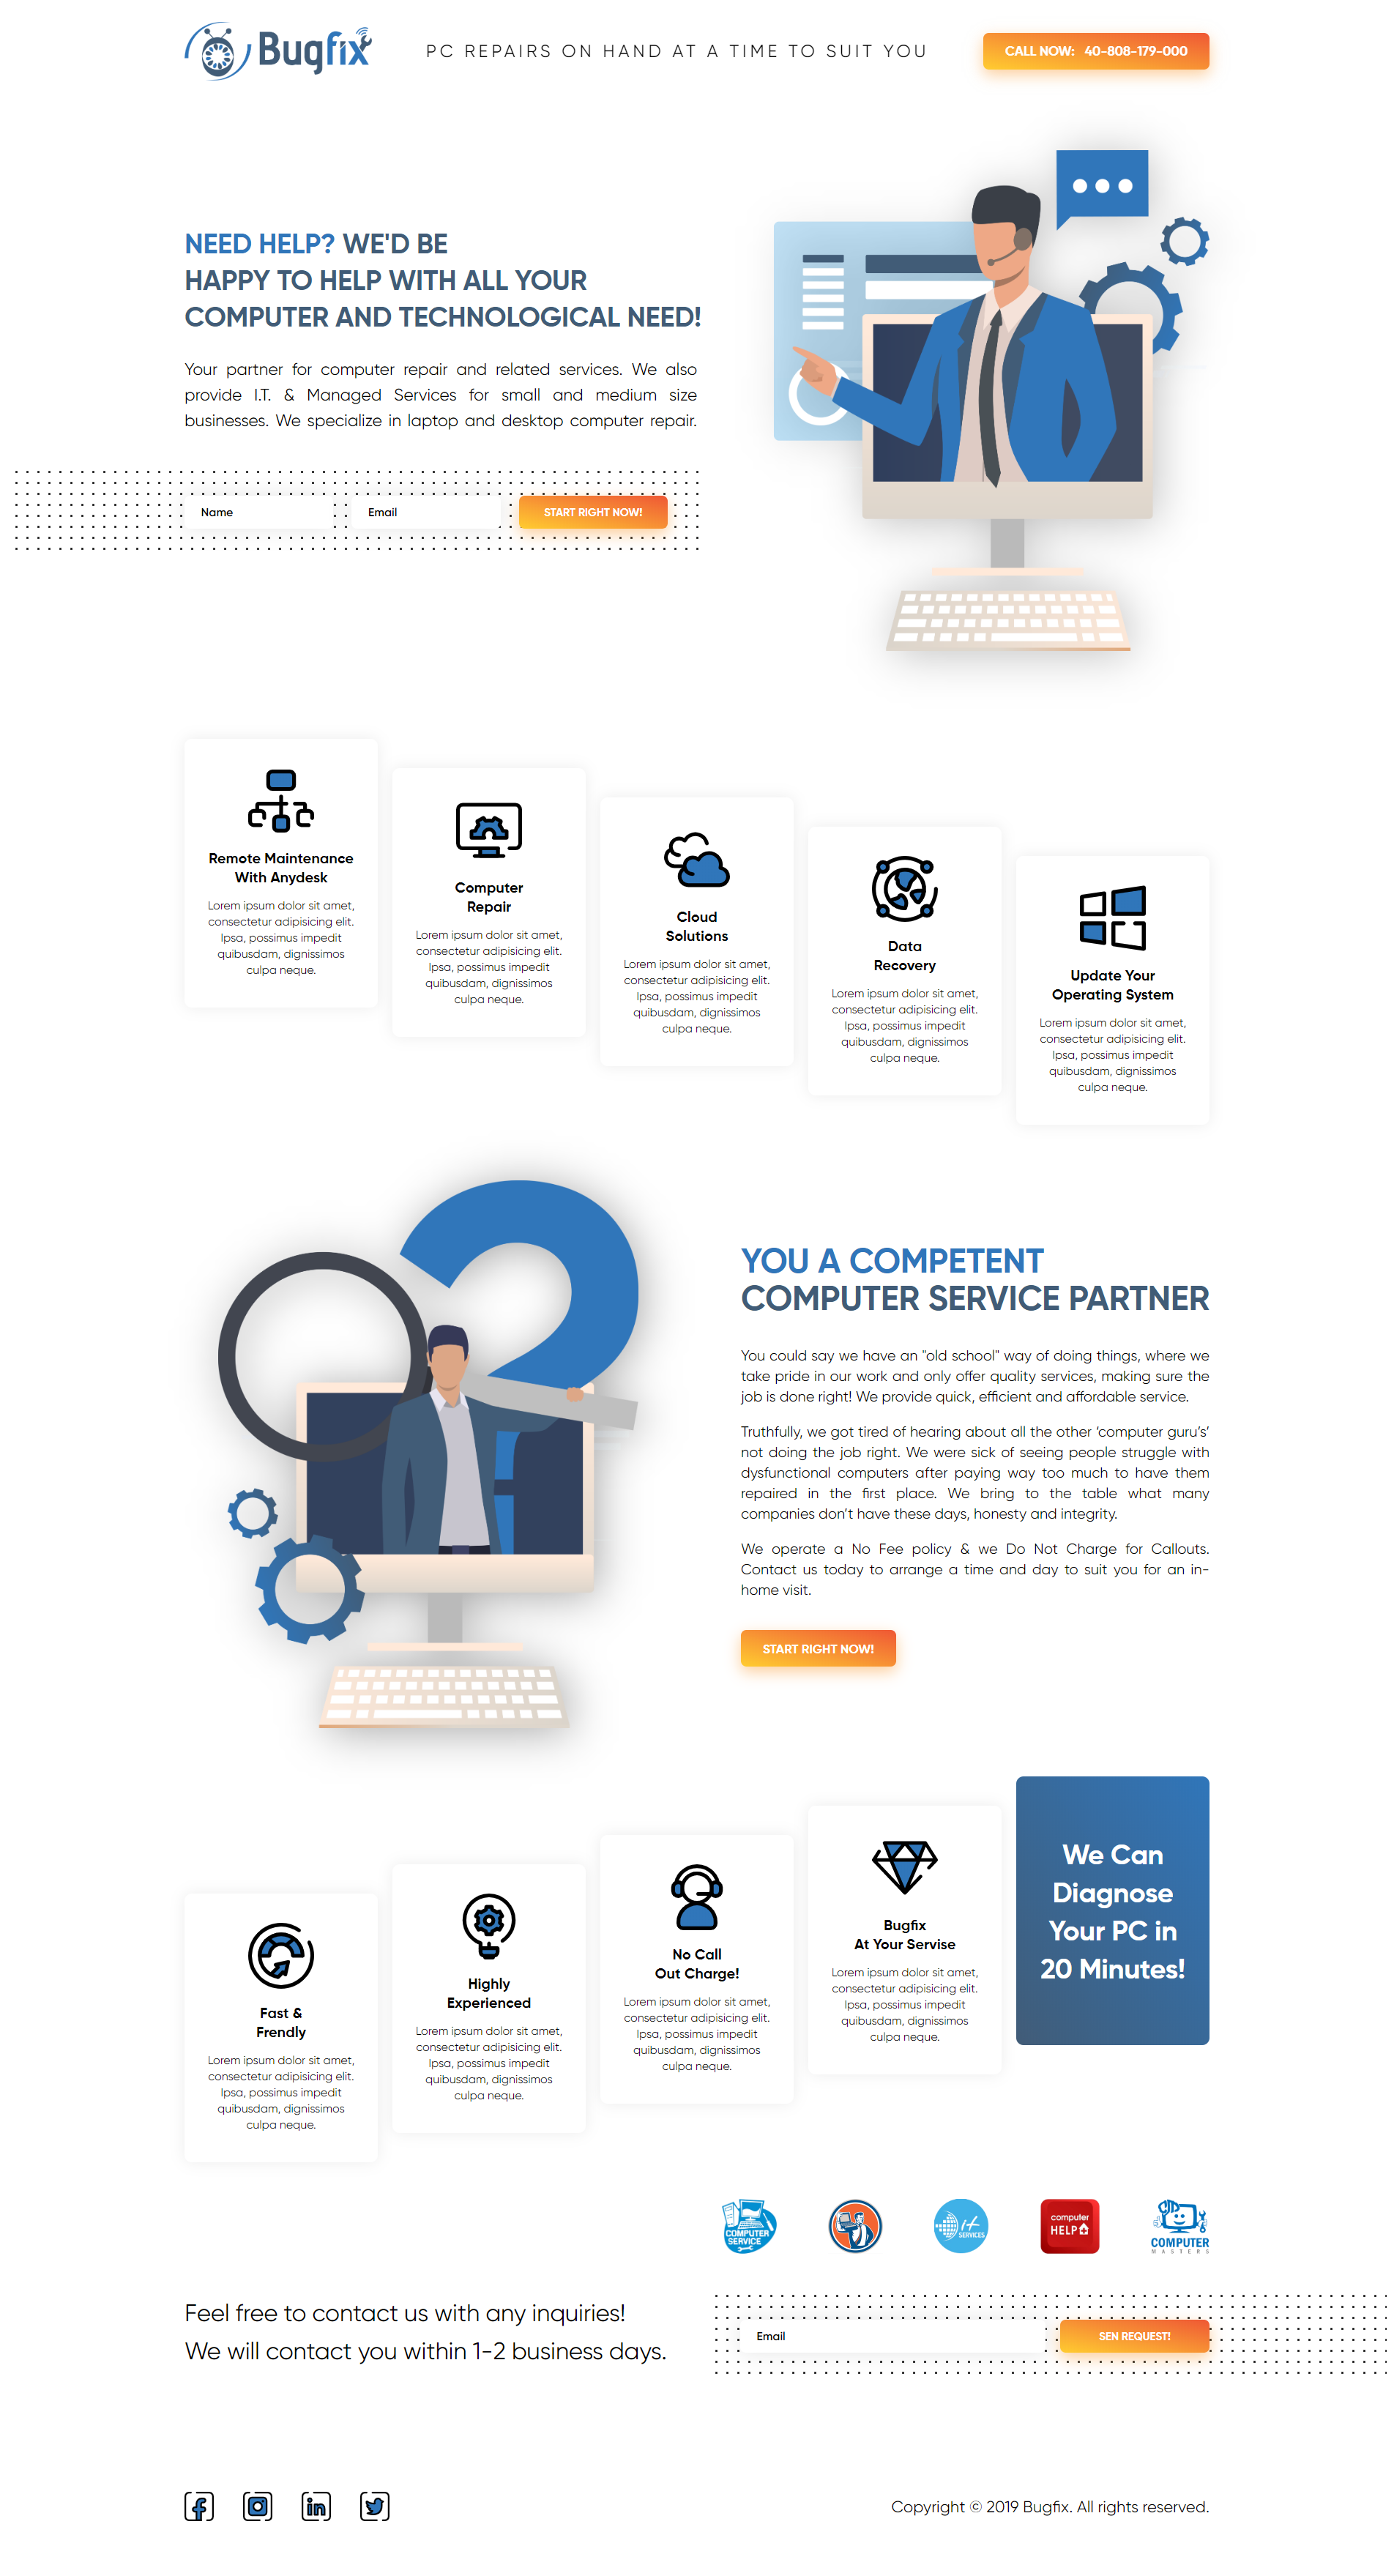 Bugfix
PC REPAIRS ON HAND AT A TIME TO SUIT YOU
CALL NOW: 40-808-179-000
NEED HELP? WE'D BE
HAPPY TO HELP WITH ALL YOUR
COMPUTER AND TECHNOLOGICAL NEED!
Your partner for computer repair and related services. We also
provide I.T. & Managed Services for small and medium size
businesses. We specialize in laptop and desktop computer repair.
Name
Email
START RIGHT NOW!
Remote Maintenance
With Anydesk
Lorem ipsum dolor sit amet,
consectetur adipisicing elit.
Ipsa, possimus impedit
quibusdam, dignissimos
culpa neque.
Computer
Repair
Lorem ipsum dolor sit amet,
consectetur adipisicing elit.
Ipsa, possimus impedit
quibusdam, dignissimos
culpa neque.
Cloud
Solutions
Lorem ipsum dolor sit amet,
consectetur adipisicing elit.
Ipsa, possimus impedit
quibusdam, dignissimos
culpa neque.
Data
Recovery
Lorem ipsum dolor sit amet,
consectetur adipisicing elit.
Ipsa, possimus impedit
quibusdam, dignissimos
culpa neque.
Update Your
Operating System
Lorem ipsum dolor sit amet,
consectetur adipisicing elit.
Ipsa, possimus impedit
quibusdam, dignissimos
culpa neque.
YOU A COMPETENT
COMPUTER SERVICE PARTNER
You could say we have an "old school" way of doing things, where we
take pride in our work and only offer quality services, making sure the
job is done right! We provide quick, efficient and affordable service.
Truthfully, we got tired of hearing about all the other ‘computer guru’s’
not doing the job right. We were sick of seeing people struggle with
dysfunctional computers after paying way too much to have them
repaired in the first place. We bring to the table what many
companies don’t have these days, honesty and integrity.
We operate a No Fee policy & we Do Not Charge for Callouts.
Contact us today to arrange a time and day to suit you for an in-
home visit.
START RIGHT NOW!
Fast &
Frendly
Lorem ipsum dolor sit amet,
consectetur adipisicing elit.
Ipsa, possimus impedit
quibusdam, dignissimos
culpa neque.
Highly
Experienced
Lorem ipsum dolor sit amet,
consectetur adipisicing elit.
Ipsa, possimus impedit
quibusdam, dignissimos
culpa neque.
No Call
Out Charge!
Lorem ipsum dolor sit amet,
consectetur adipisicing elit.
Ipsa, possimus impedit
quibusdam, dignissimos
culpa neque.
Bugfix
At Your Servise
Lorem ipsum dolor sit amet,
consectetur adipisicing elit.
Ipsa, possimus impedit
quibusdam, dignissimos
culpa neque.
We Can
Diagnose
Your PC in
20 Minutes!
COMPUTER
SERVICE
it
SERVICES
computer
HELP
COMPUTER
MASTERS
Feel free to contact us with any inquiries!
We will contact you within 1-2 business days.
Email
SEN REQUEST!
Copyright © 2019 Bugfix. All rights reserved.